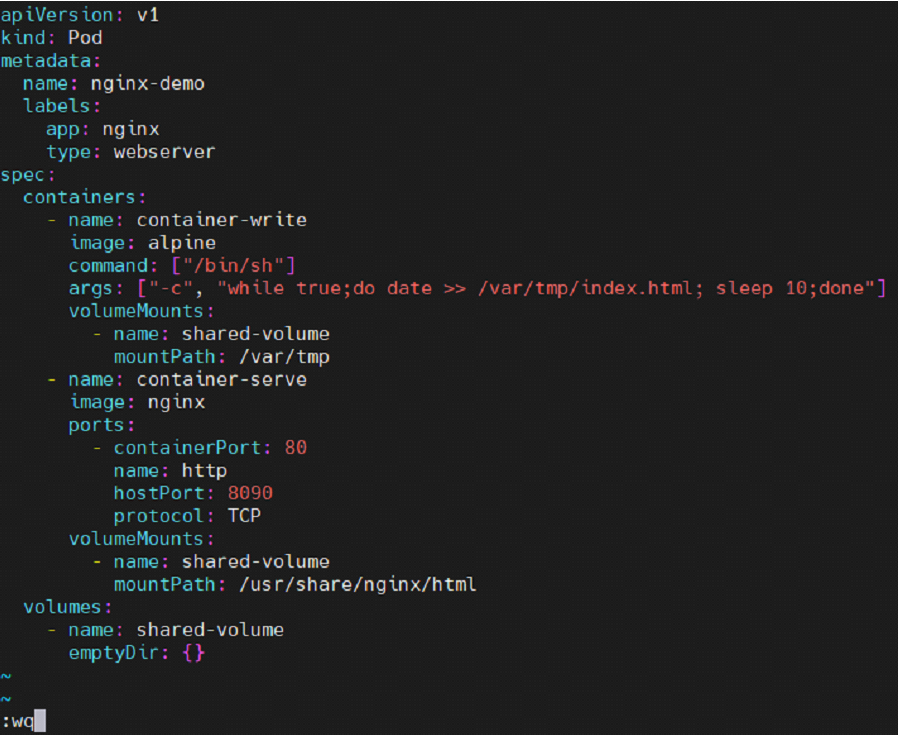 apiVersion: v1
kind: Pod
metadata:
  name: nginx-demo
  labels:
    app: nginx
    type: webserver
spec:
  containers:
    - name: container-write
      image: alpine
      command: ["/bin/sh"]
      args: ["-c", "while true;do date >> /var/tmp/index.html; sleep 10;done"]
      volumeMounts:
        - name: shared-volume
          mountPath: /var/tmp
    - name: container-serve
      image: nginx
      ports:
        - containerPort: 80
          name: http
          hostPort: 8090
          protocol: TCP
      volumeMounts:
        - name: shared-volume
          mountPath: /usr/share/nginx/html
  volumes:
    - name: shared-volume
      emptyDir: {}
~
~
:wq